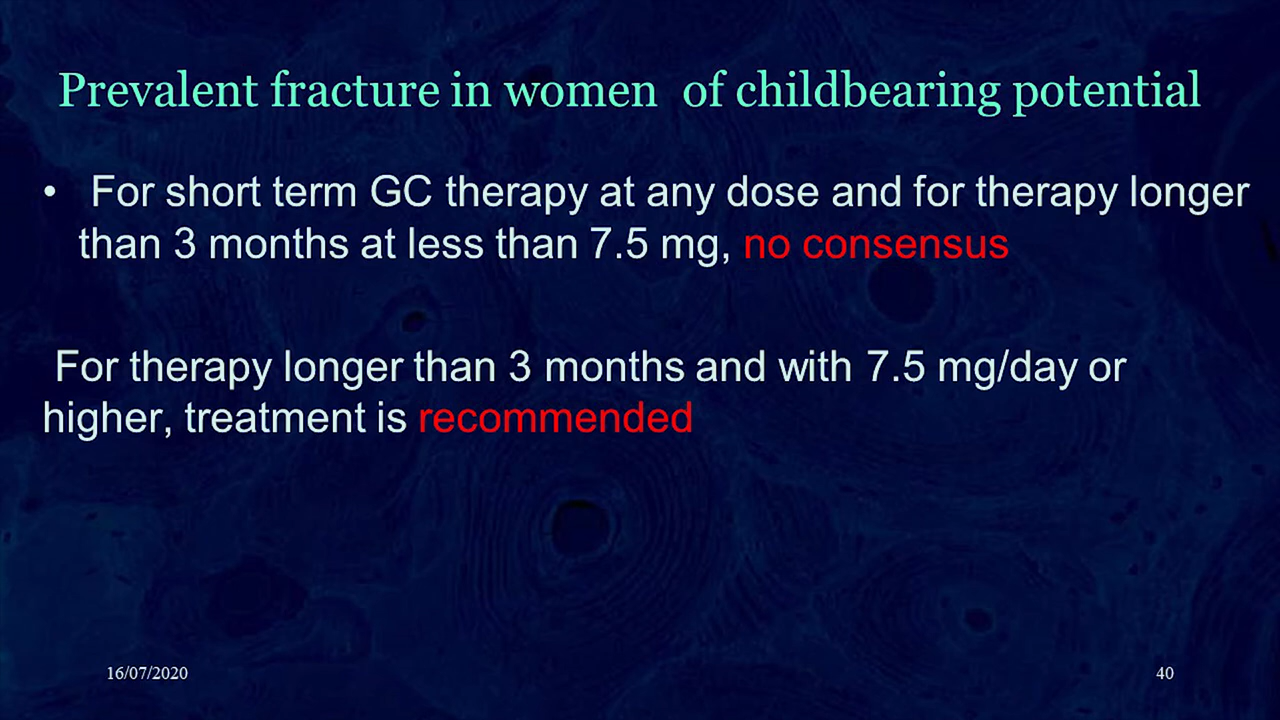 Prevalent fracture in women of childbearing potential
• For short term GC therapy at any dose and for therapy longer
than 3 months at less than 7.5 mg, no consensus
For therapy longer than 3 months and with 7.5 mg/day or
higher, treatment is recommended
16/07/2020
40